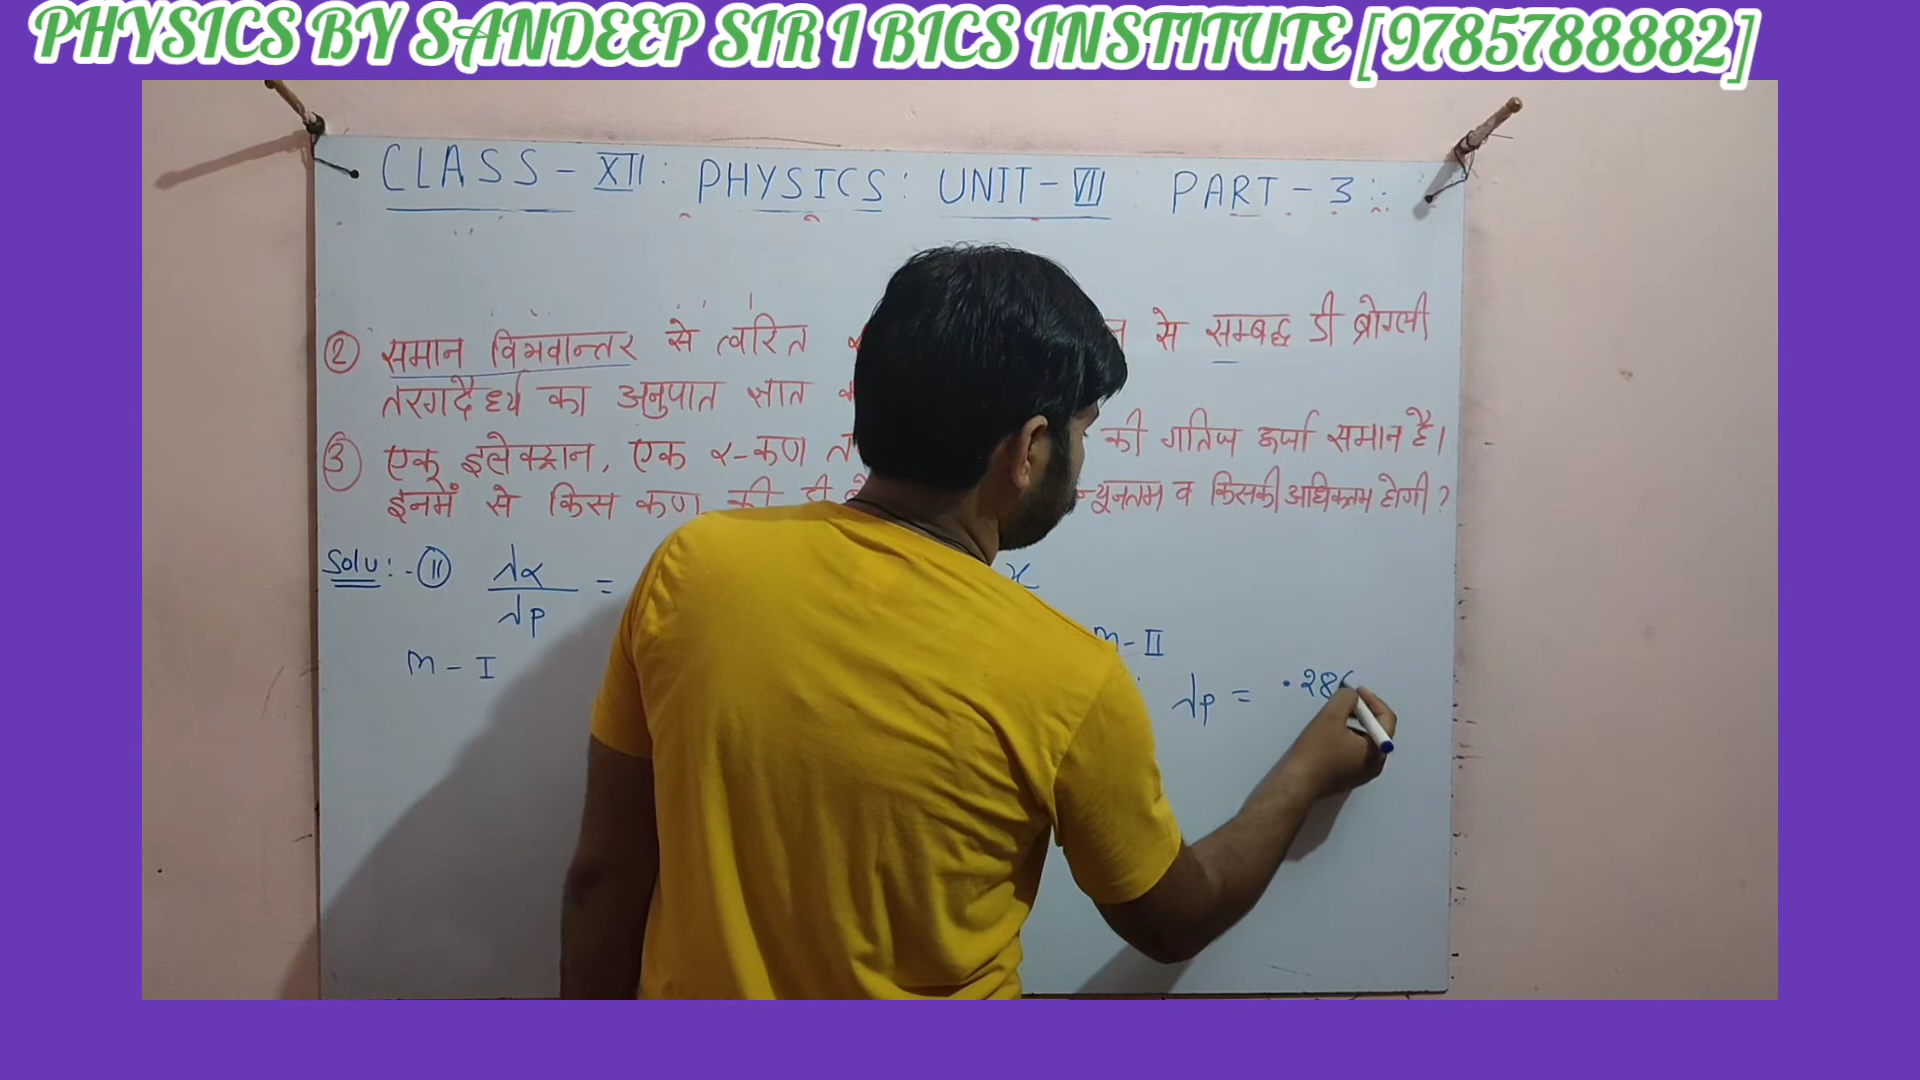 PHYSICS BY SANDEEP SIR I BICS INSTITUTE [9785788882]
CLASS - XII : PHYSICS : UNIT - VII PART - 3 :-
② समान विभवान्तर से त्वरित से सम्बद्ध डी ब्रोग्ली
तरंगदैर्ध्य का अनुपात ज्ञात
③ एक इलेक्ट्रान, एक α-कण की गतिज ऊर्जा समान है।
इनमें से किस कण की डी न्यूनतम व किसकी अधिकतम होगी ?
Solu : - ⑪ λα / λp =
m - I
m - II
λp = .286